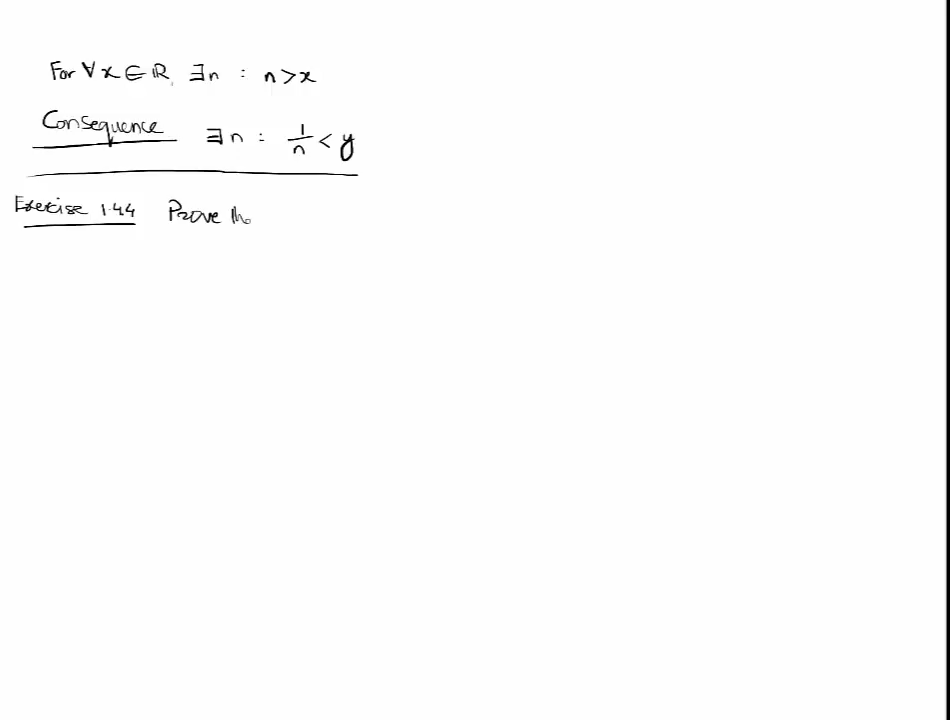 For ∀x∈ℝ, ∃n : n>x
Consequence ∃n : 1/n < y
Exercise 1.44 Prove